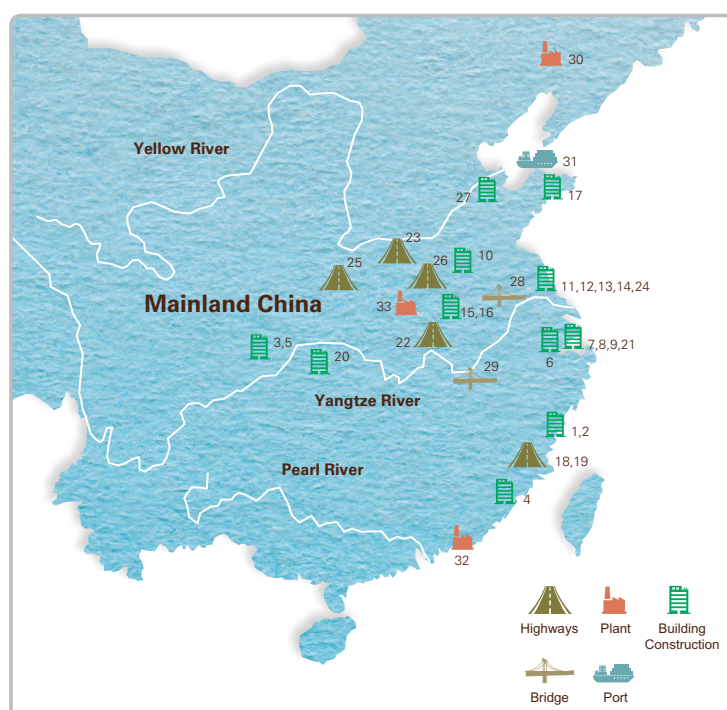 30
Yellow River
31
27
17
23
10
25
26
28
11,12,13,14,24
Mainland China
33
15,16
22
3,5
20
6
7,8,9,21
29
Yangtze River
1,2
18,19
Pearl River
4
32
Highways
Plant
Building
Construction
Bridge
Port